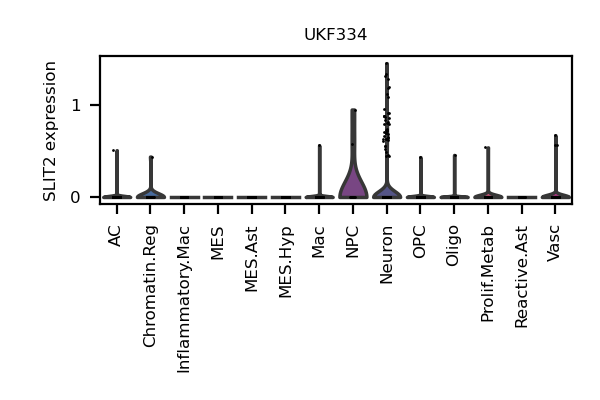 UKF334
SLIT2 expression
1
0
AC
Chromatin.Reg
Inflammatory.Mac
MES
MES.Ast
MES.Hyp
Mac
NPC
Neuron
OPC
Oligo
Prolif.Metab
Reactive.Ast
Vasc